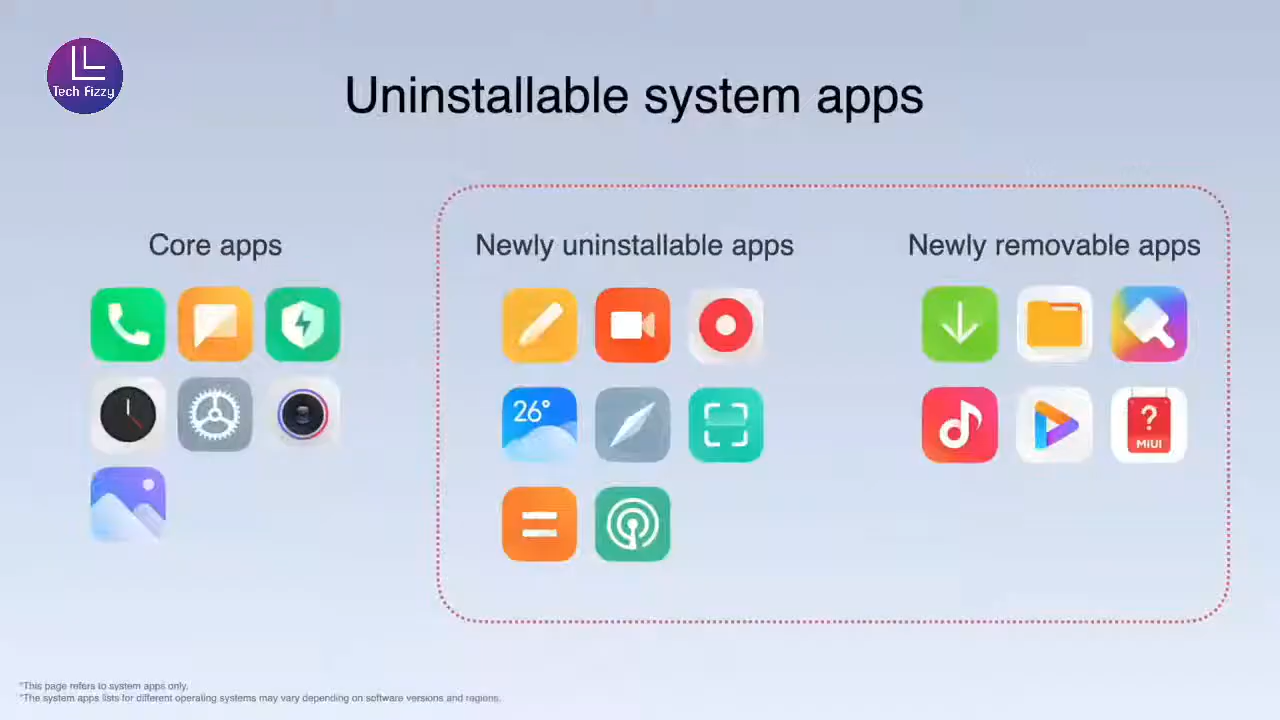 Tech Fizzy
Uninstallable system apps
Core apps
Newly uninstallable apps
Newly removable apps
26°
?
MIUI
*This page refers to system apps only.
*The system apps lists for different operating systems may vary depending on software versions and regions.